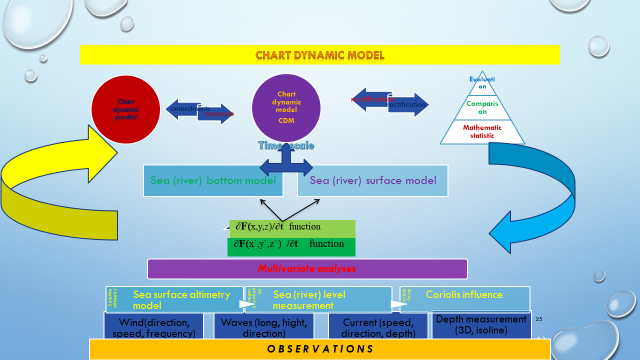 CHART DYNAMIC MODEL
Chart
dynamic
model
CDM
Evaluati
on
Comparis
on
Mathematic
statistic
Time scale
Sea (river) bottom model
Sea (river) surface model
∂F(x,y,z)/∂t function
∂F(x`,y`,z`) /∂t function
Multivariate analyses
Sea surface altimetry
model
Sea (river) level
measurement
Coriolis influence
Wind(direction,
speed, frequency)
Waves (long, hight,
direction)
Current (speed,
direction, depth)
Depth measurement
(3D, isoline)
25
OBSERVATIONS